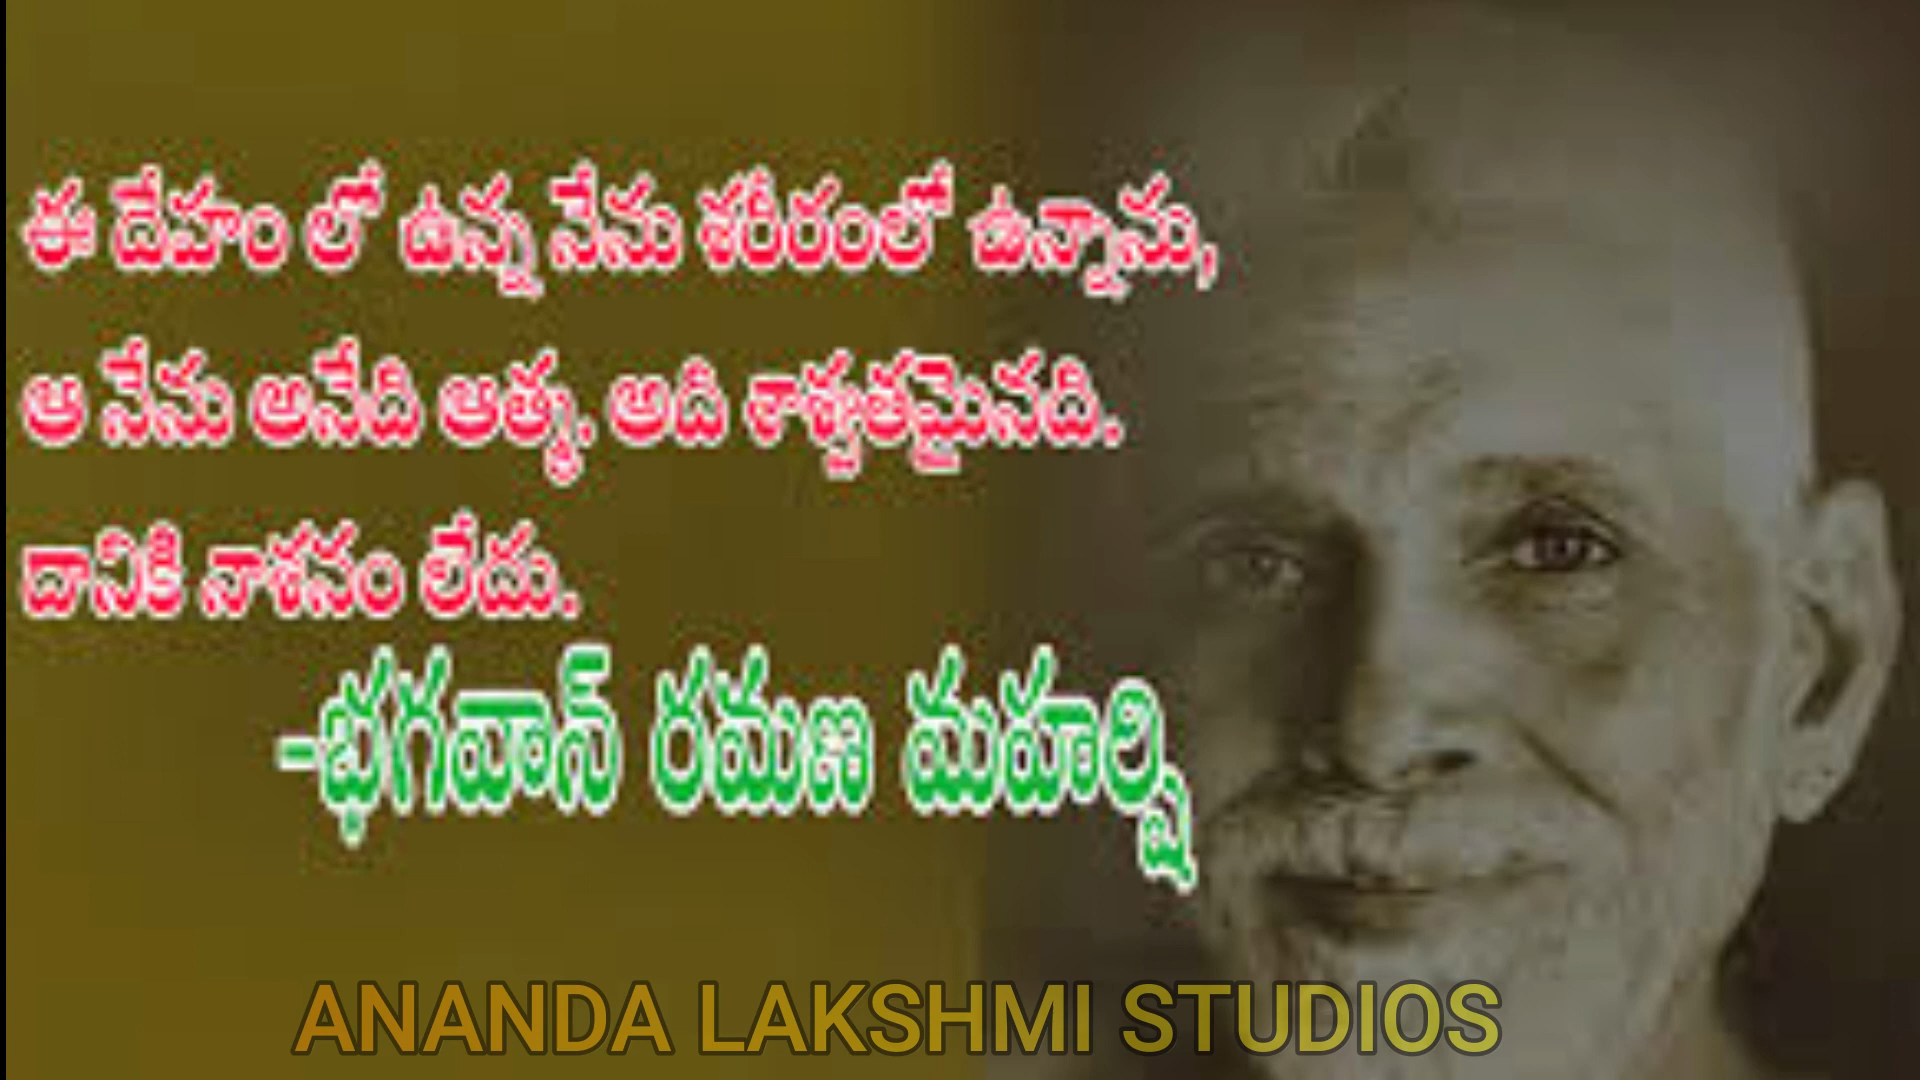 ఈ దేహం లో ఉన్న నేను శరీరంలో ఉన్నాను,
ఆ నేను అనేది ఆత్మ. అది శాశ్వతమైనది.
దానికి నాశనం లేదు.
-భగవాన్ రమణ మహర్షి
ANANDA LAKSHMI STUDIOS